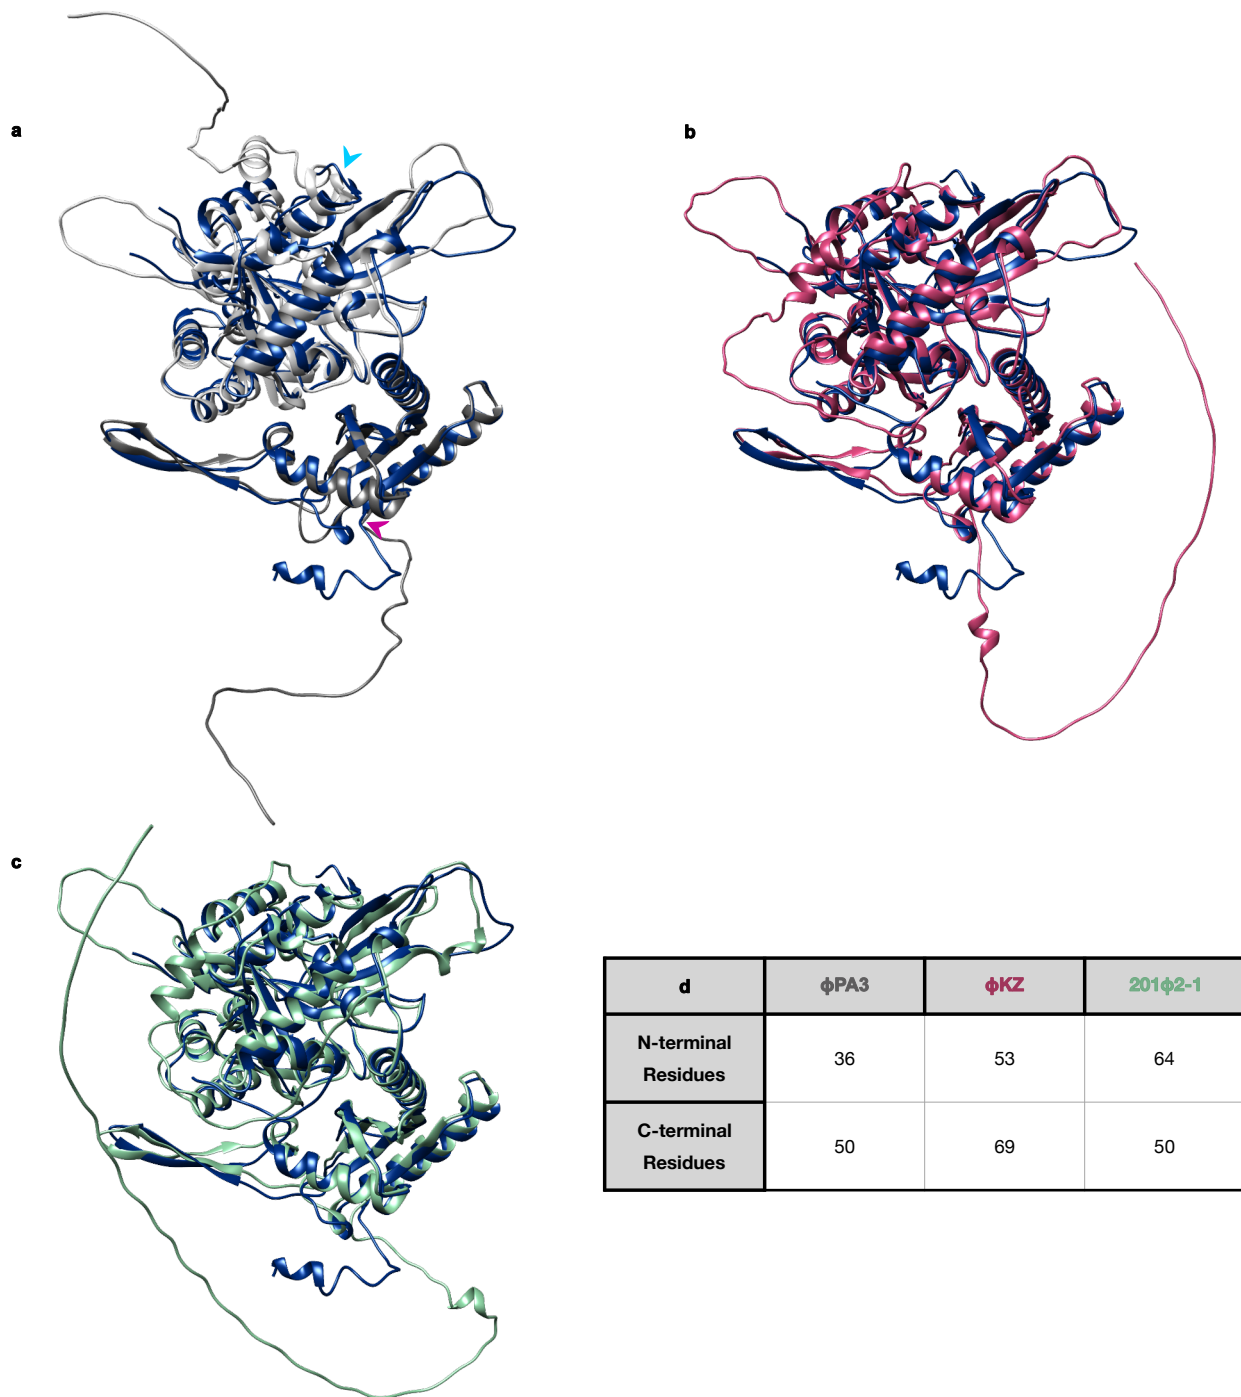 a
b
c
d ϕPA3 ϕKZ 201ϕ2-1
N-terminal
Residues
36 53 64
C-terminal
Residues
50 69 50